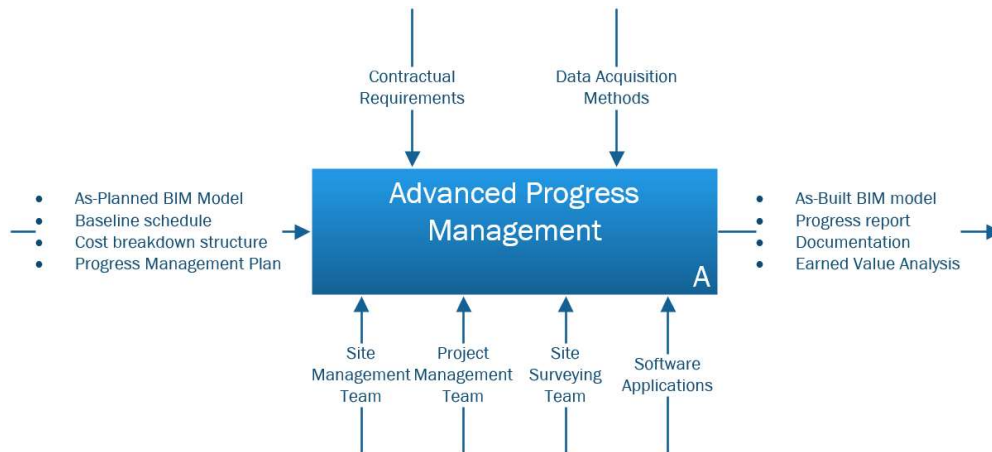 Contractual
Requirements
Data Acquisition
Methods
• As-Planned BIM Model
• Baseline schedule
• Cost breakdown structure
• Progress Management Plan
Advanced Progress
Management
A
• As-Built BIM model
• Progress report
• Documentation
• Earned Value Analysis
Site
Management
Team
Project
Management
Team
Site
Surveying
Team
Software
Applications